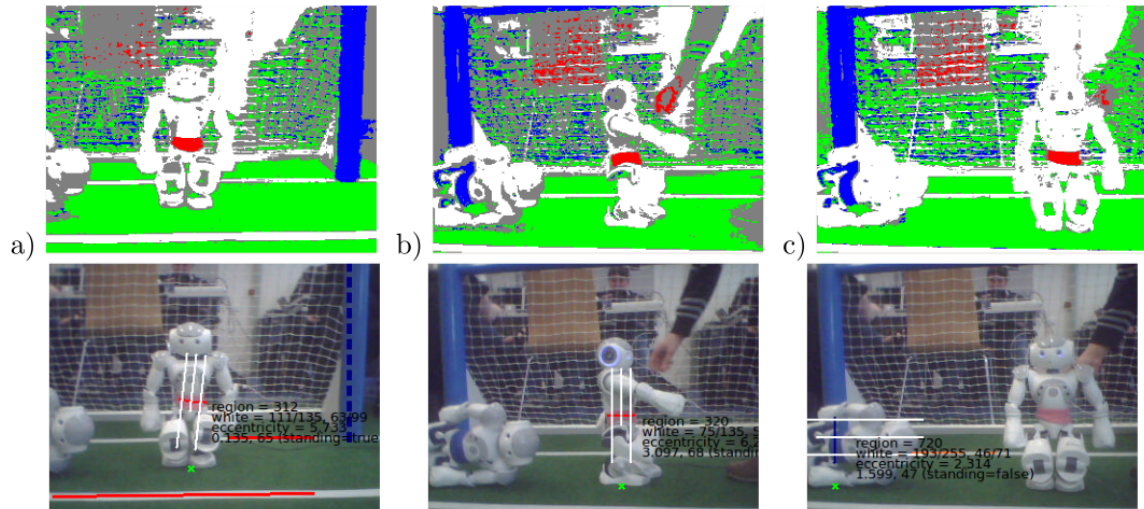 a)
b)
c)
region = 312
white = 111/135, 63/99
eccentricity = 5,733
0.135, 65 (standing=true
region = 320
white = 75/135, 5
eccentricity = 6,2
3.097, 68 (standin
region = 720
white = 193/255, 46/71
eccentricity = 2,314
1.599, 47 (standing=false)